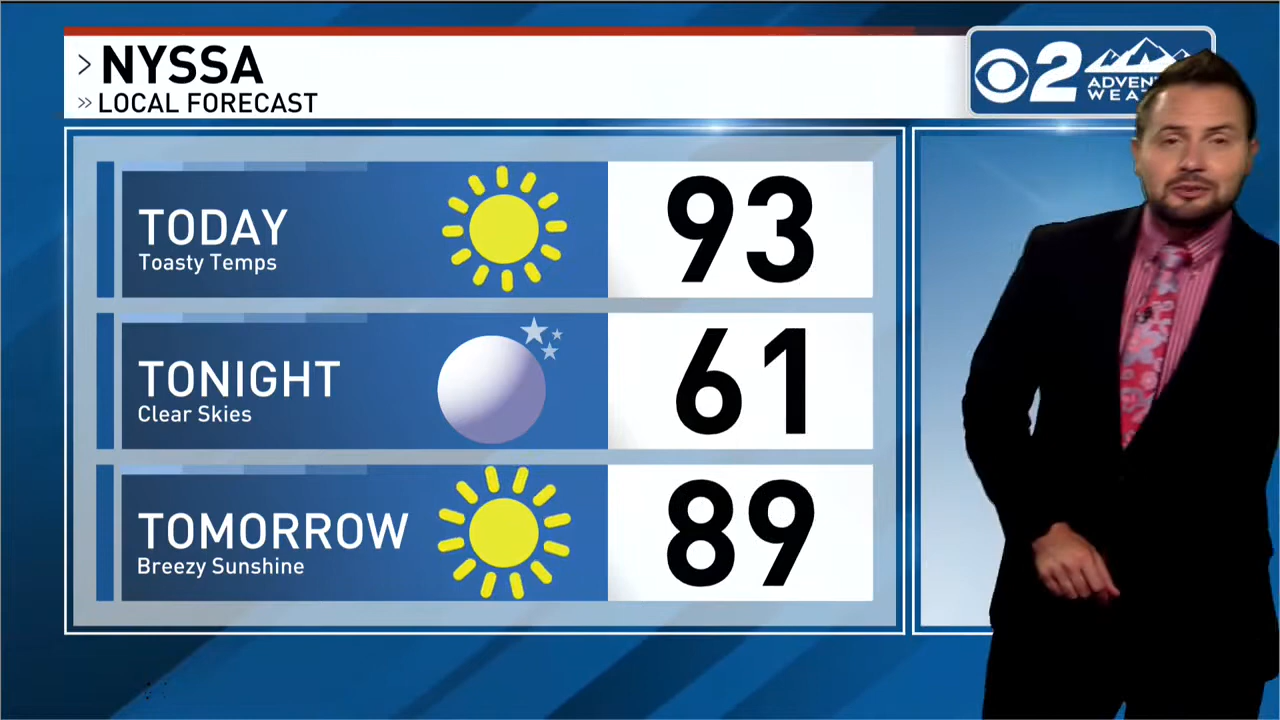 > NYSSA
» LOCAL FORECAST
2
TODAY
Toasty Temps
93
TONIGHT
Clear Skies
61
TOMORROW
Breezy Sunshine
89